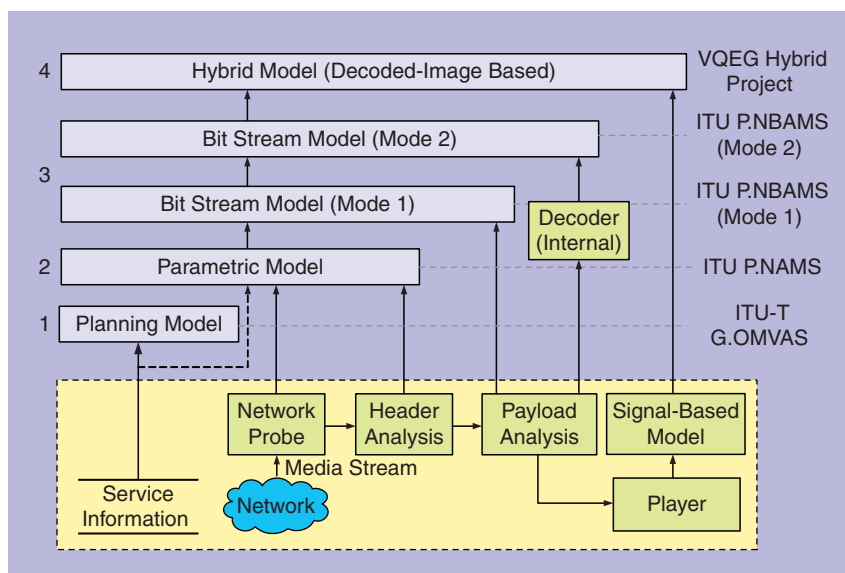 4
Hybrid Model (Decoded-Image Based)
VQEG Hybrid
Project
Bit Stream Model (Mode 2)
ITU P.NBAMS
(Mode 2)
3
Bit Stream Model (Mode 1)
ITU P.NBAMS
(Mode 1)
Decoder
(Internal)
2
Parametric Model
ITU P.NAMS
1
Planning Model
ITU-T
G.OMVAS
Network
Probe
Header
Analysis
Payload
Analysis
Signal-Based
Model
Media Stream
Service
Information
Network
Player